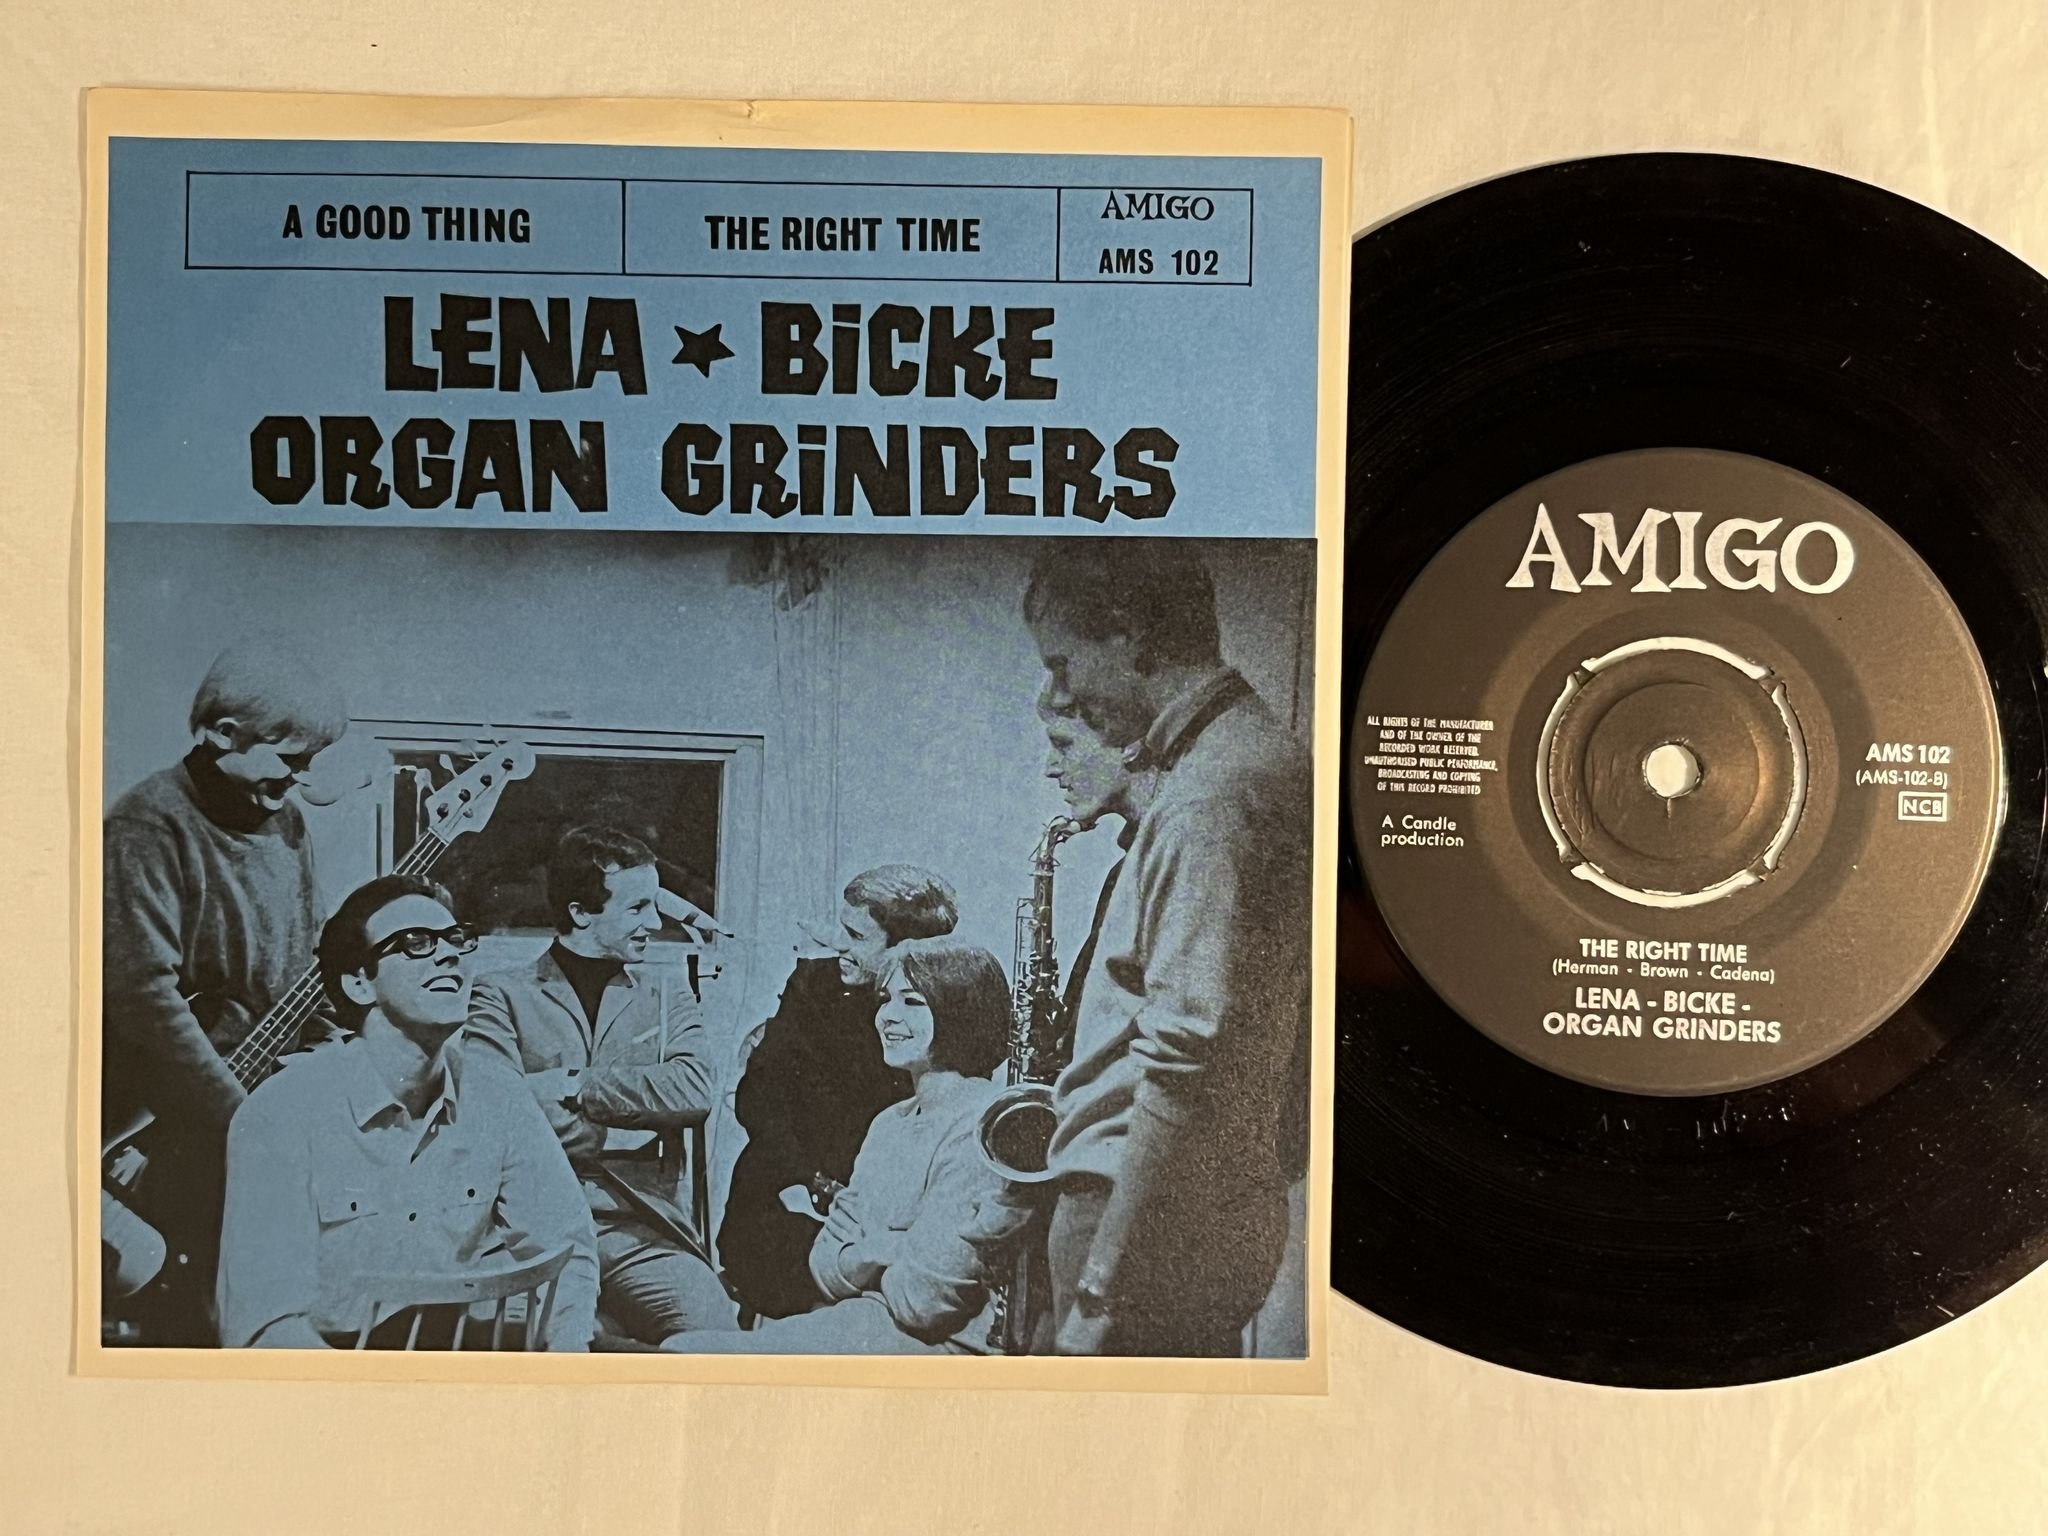 A GOOD THING
THE RIGHT TIME
AMIGO
AMS 102
LENA ★ BiCKE
ORGAN GRiNDERS
AMIGO
ALL RIGHTS OF THE MANUFACTURER
AND OF THE OWNER OF THE
RECORDED WORK RESERVED.
UNAUTHORISED PUBLIC PERFORMANCE,
BROADCASTING AND COPYING
OF THIS RECORD PROHIBITED
A Candle
production
AMS 102
(AMS-102-B)
NCB
THE RIGHT TIME
(Herman - Brown - Cadena)
LENA - BICKE -
ORGAN GRINDERS